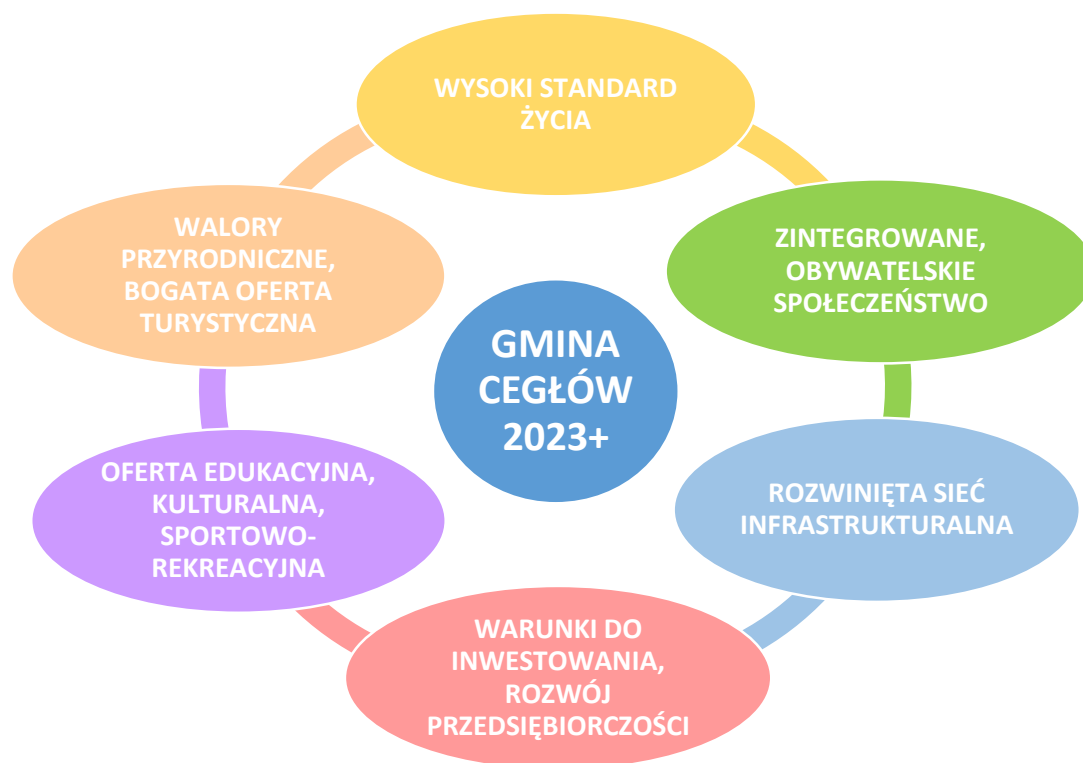 WYSOKI STANDARD
ŻYCIA
ZINTEGROWANE,
OBYWATELSKIE
SPOŁECZEŃSTWO
ROZWINIĘTA SIEĆ
INFRASTRUKTURALNA
WARUNKI DO
INWESTOWANIA,
ROZWÓJ
PRZEDSIĘBIORCZOŚCI
OFERTA EDUKACYJNA,
KULTURALNA,
SPORTOWO-
REKREACYJNA
WALORY
PRZYRODNICZNE,
BOGATA OFERTA
TURYSTYCZNA
GMINA
CEGŁÓW
2023+